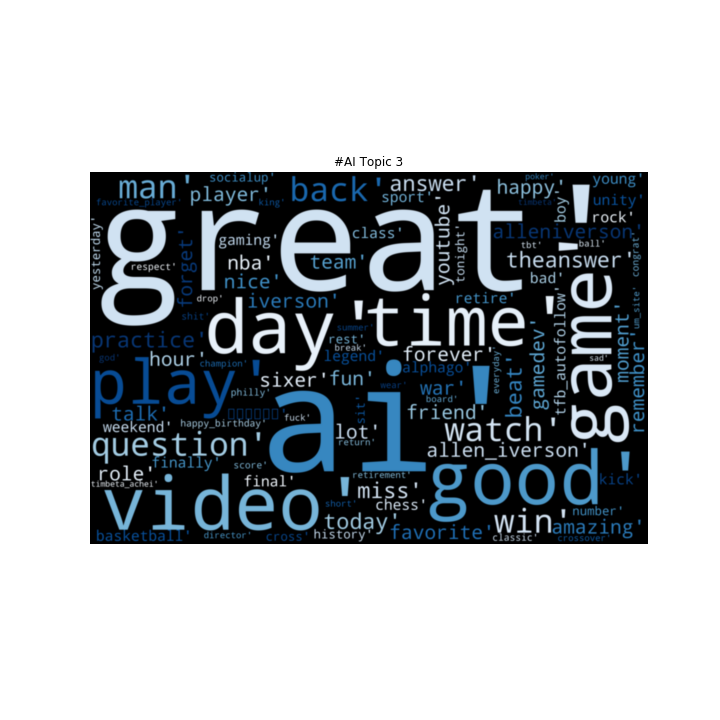 #AI Topic 3
man'
socialup'
back'
answer'
happy'
poker'
young'
favorite_player'
player'
king'
sport'
boy
timbeta'
unity'
rock'
yesterday'
great'
youtube'
tonight'
alleniverson'
respect'
forget'
gaming'
class'
tbt'
ball'
congrat'
nba'
team'
theanswer'
nice'
bad'
drop'
iverson'
retire'
shit'
day'
time'
game'
moment'
um_site'
remember'
practice'
summer'
rest'
break'
legend'
forever'
beat'
gamedev'
tfb_autofollow'
sad'
god'
hour'
champion'
alphago'
everyday'
play'
sixer'
fun'
wear'
war'
philly'
board'
ai'
talk'
sit'
friend'
weekend'
happy_birthday'
fuck'
lot'
return'
watch'
question'
allen_iverson'
role'
finally'
score'
final'
retirement'
good'
kick'
timbeta_achei'
video'
short'
miss'
chess'
number'
today'
win'
amazing'
basketball'
director'
cross'
history'
favorite'
classic'
crossover'